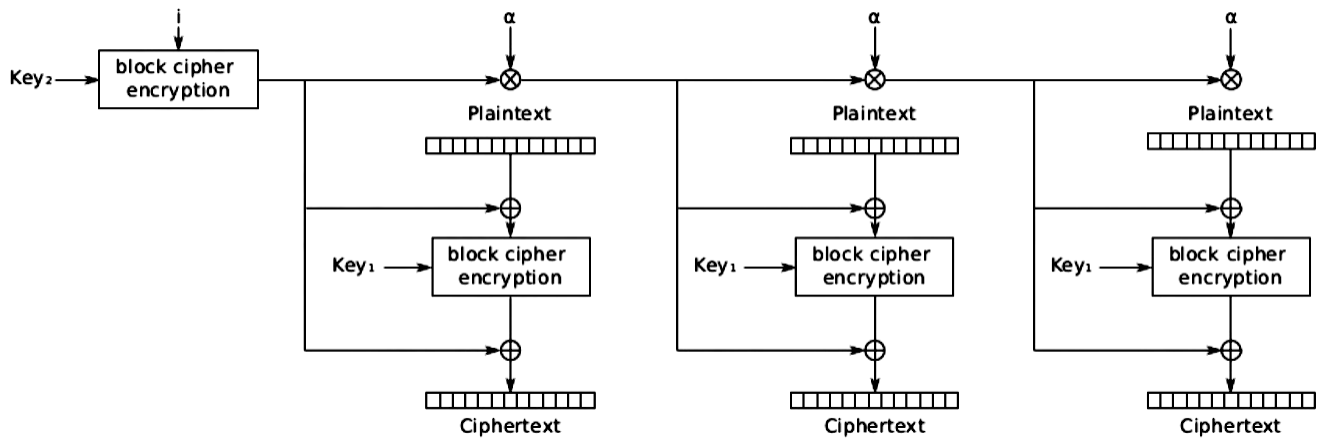 i
α
α
α
Key₂
block cipher
encryption
Plaintext
Plaintext
Plaintext
Key₁
block cipher
encryption
Key₁
block cipher
encryption
Key₁
block cipher
encryption
Ciphertext
Ciphertext
Ciphertext